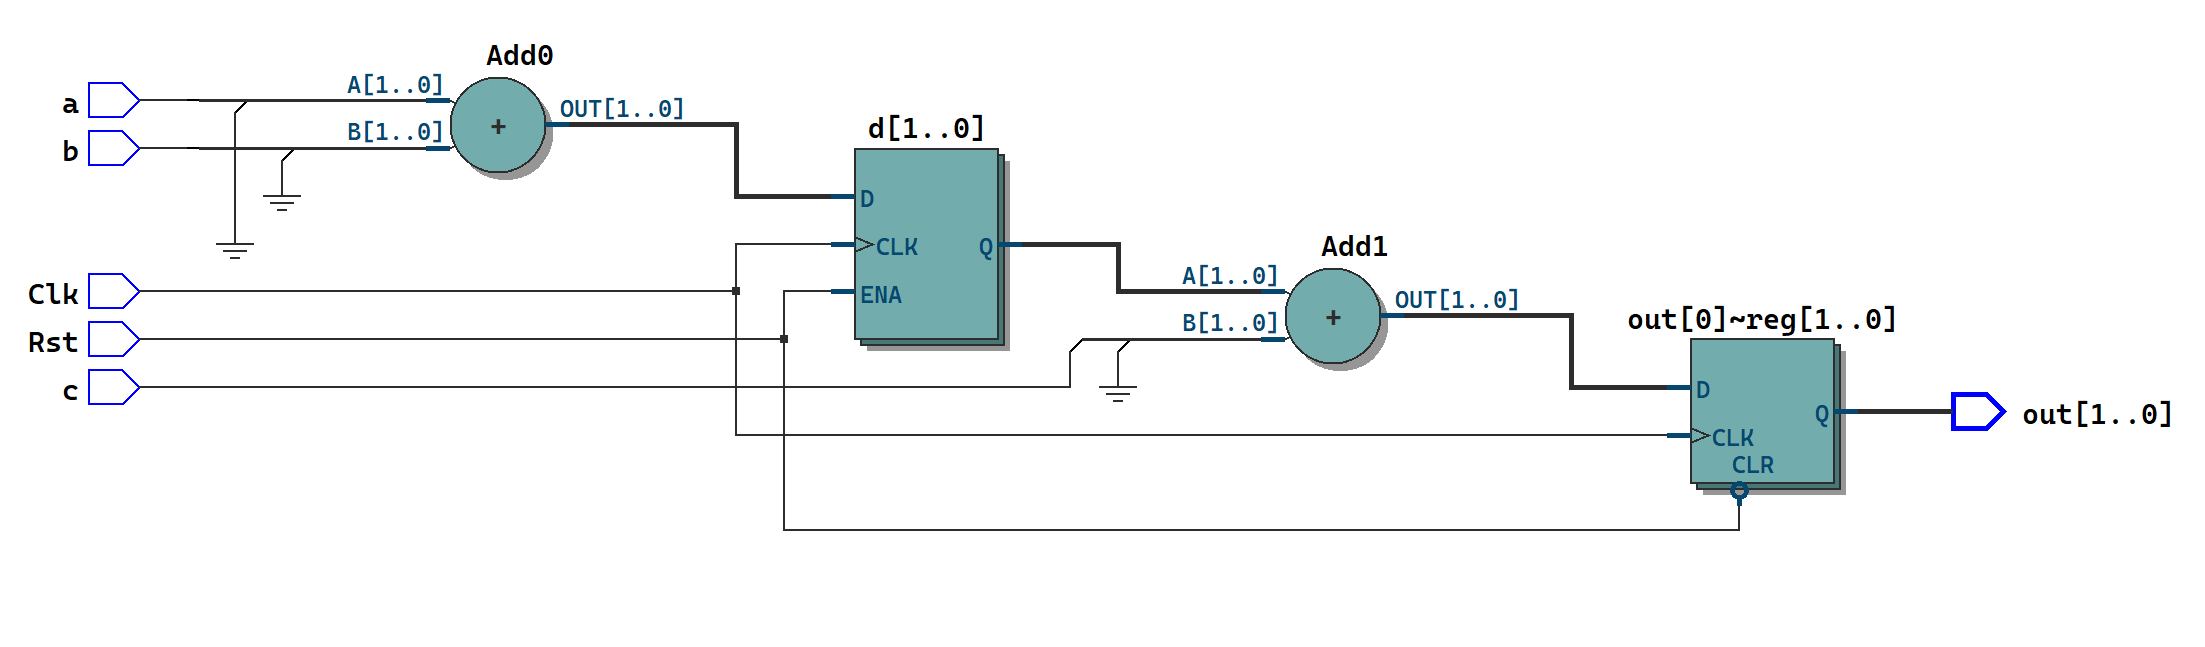 Add0
a
A[1..0]
b
B[1..0]
+
OUT[1..0]
d[1..0]
D
CLK
ENA
Q
Clk
Rst
c
Add1
A[1..0]
B[1..0]
+
OUT[1..0]
out[0]~reg[1..0]
D
CLK
CLR
Q
out[1..0]